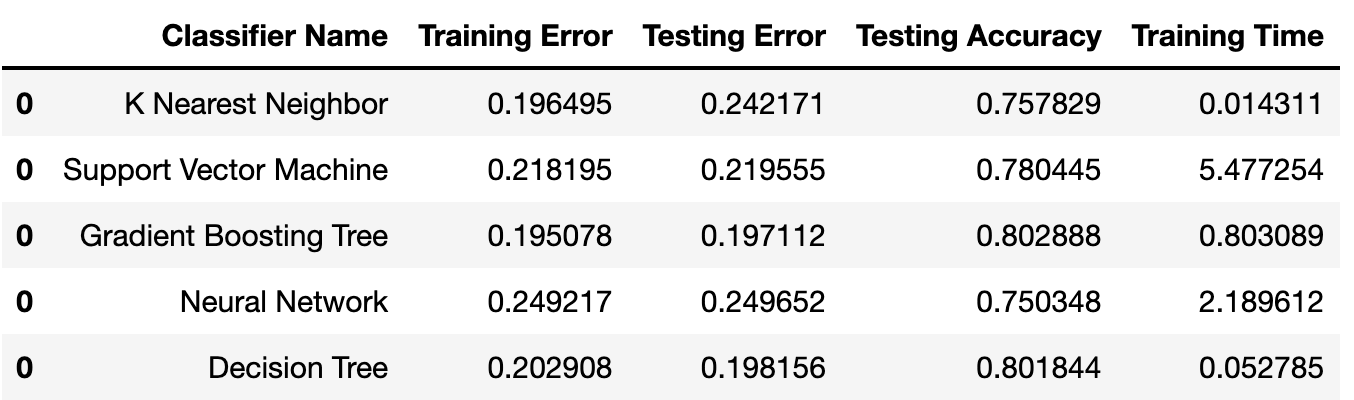 Classifier Name Training Error Testing Error Testing Accuracy Training Time
0 K Nearest Neighbor 0.196495 0.242171 0.757829 0.014311
0 Support Vector Machine 0.218195 0.219555 0.780445 5.477254
0 Gradient Boosting Tree 0.195078 0.197112 0.802888 0.803089
0 Neural Network 0.249217 0.249652 0.750348 2.189612
0 Decision Tree 0.202908 0.198156 0.801844 0.052785